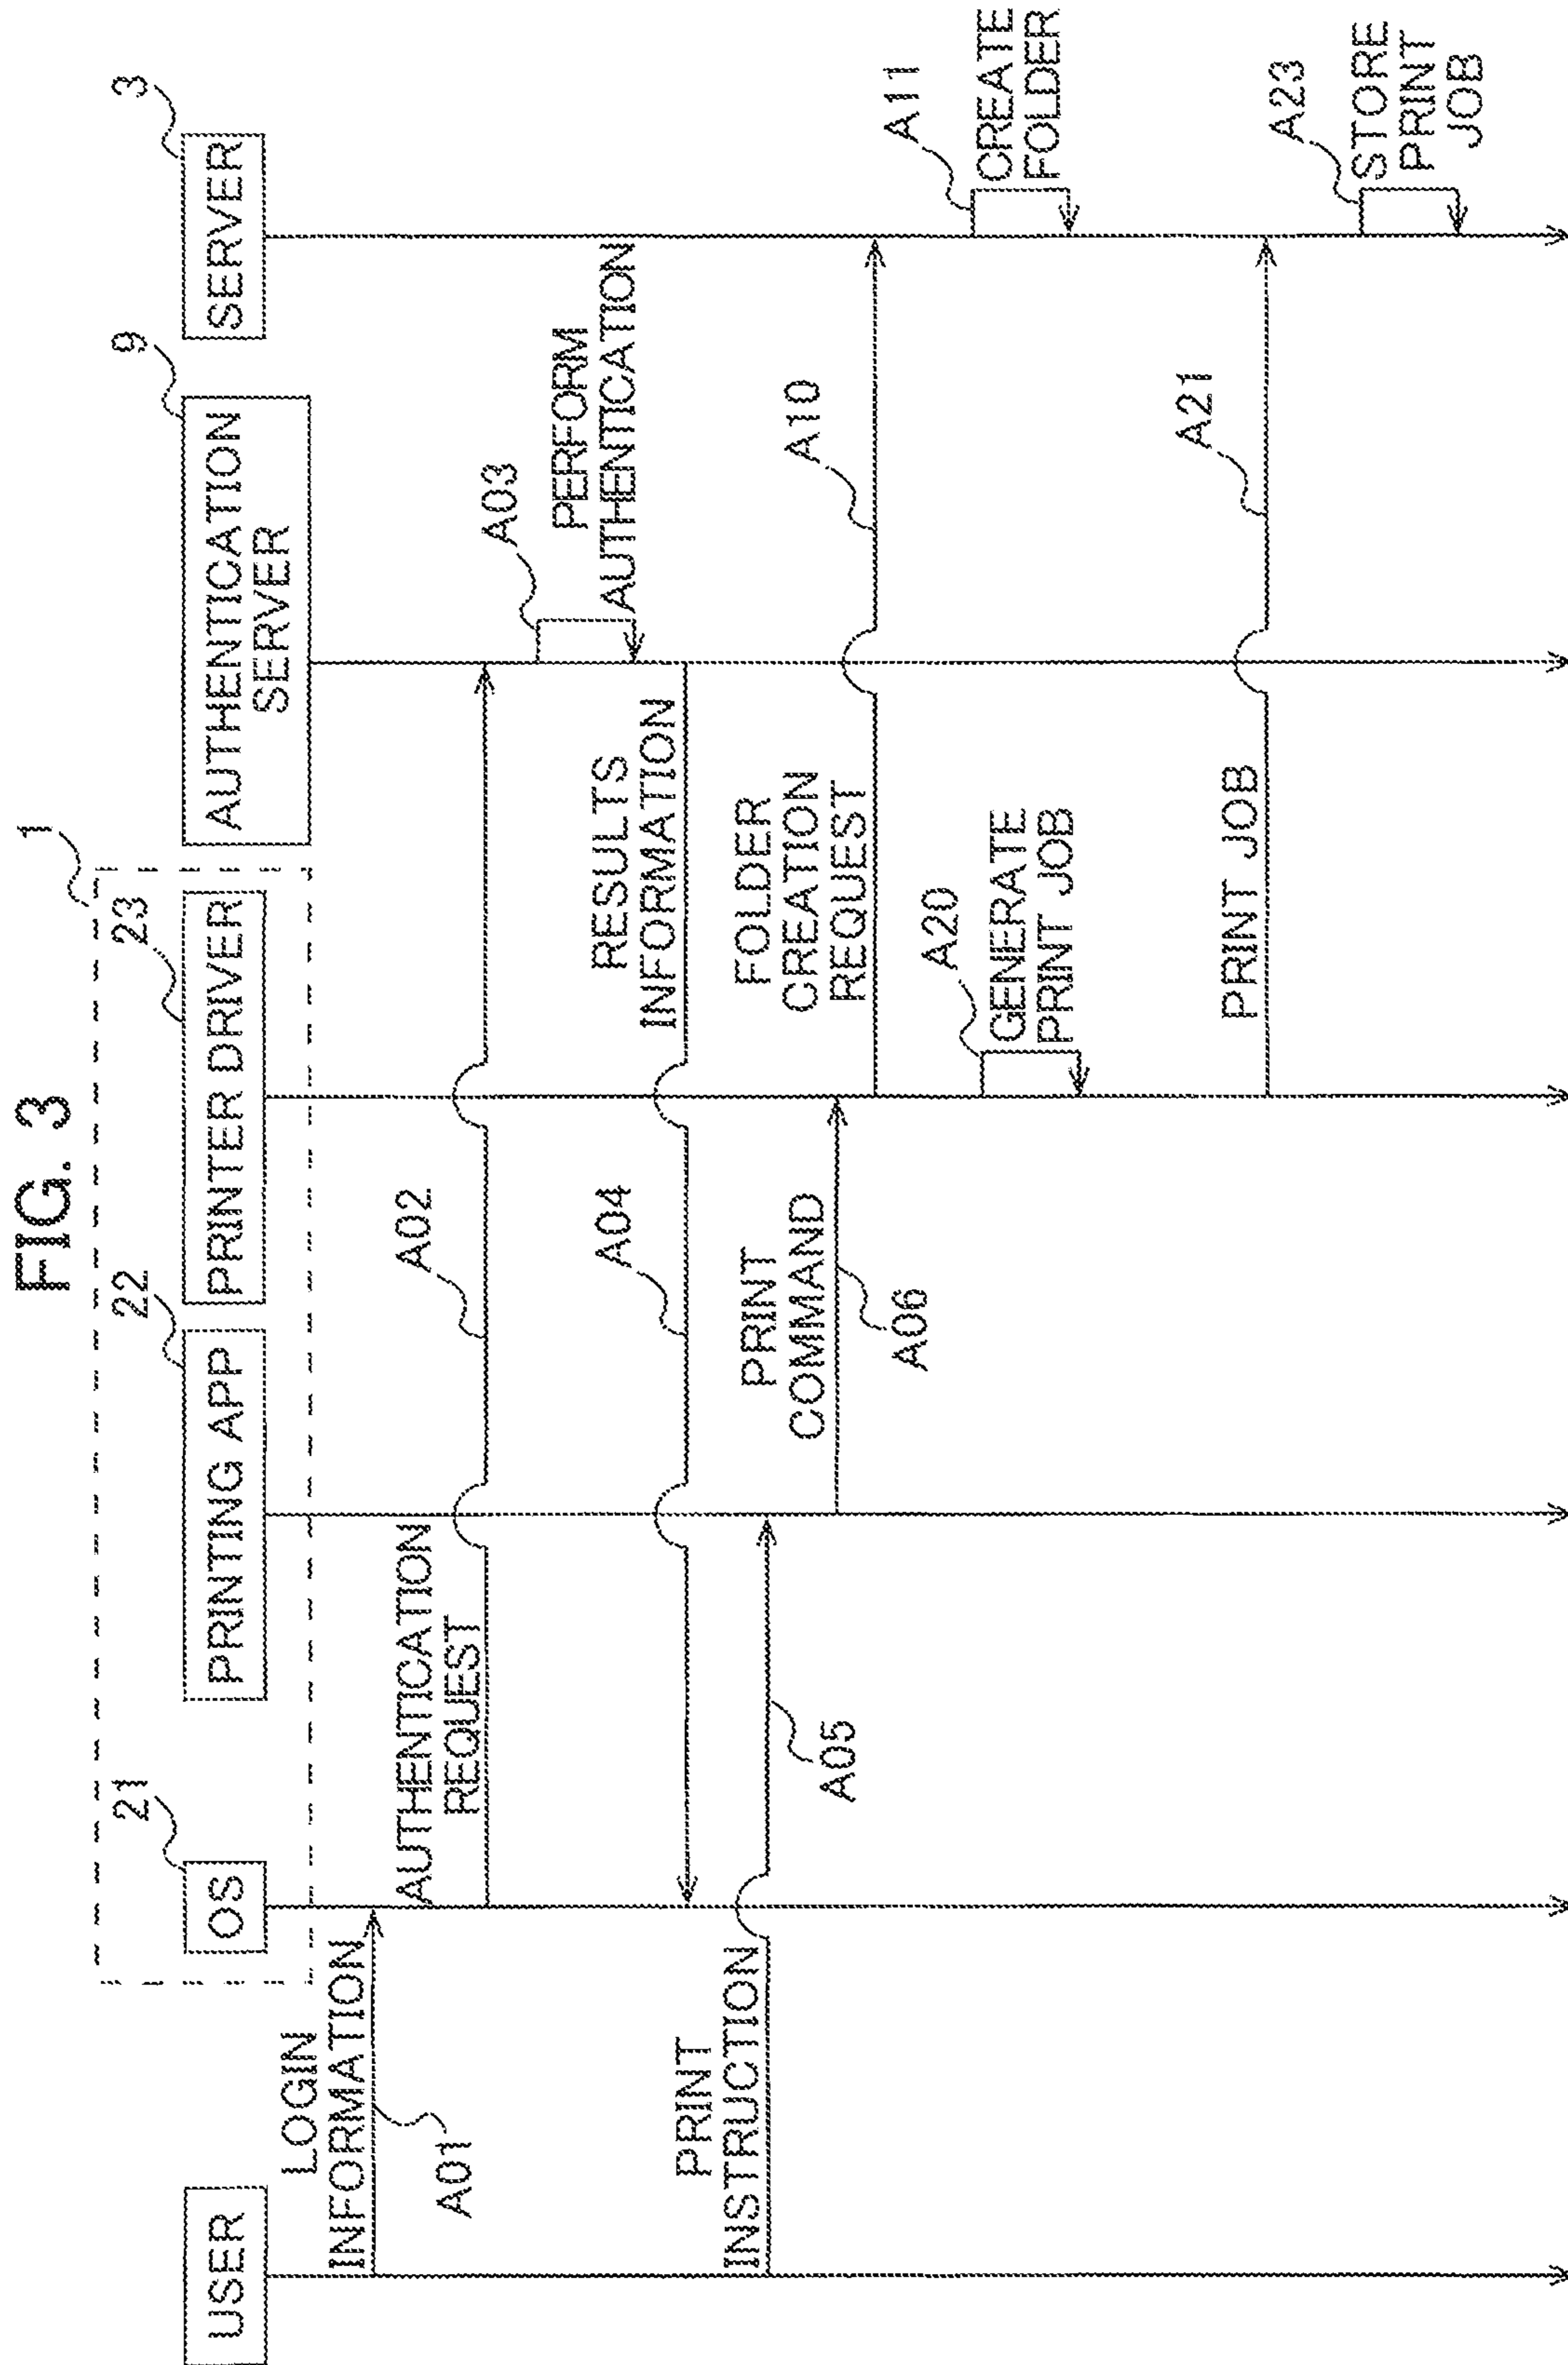 FIG. 3
1
21
22
23
9
3
USER
OS
PRINTING APP
PRINTER DRIVER
AUTHENTICATION
SERVER
SERVER
LOGIN
INFORMATION
A01
AUTHENTICATION
REQUEST
A02
A03
PERFORM
AUTHENTICATION
RESULTS
INFORMATION
A04
PRINT
INSTRUCTION
A05
PRINT
COMMAND
A06
FOLDER
CREATION
REQUEST
A10
A11
CREATE
FOLDER
A20
GENERATE
PRINT JOB
PRINT JOB
A21
A23
STORE
PRINT
JOB